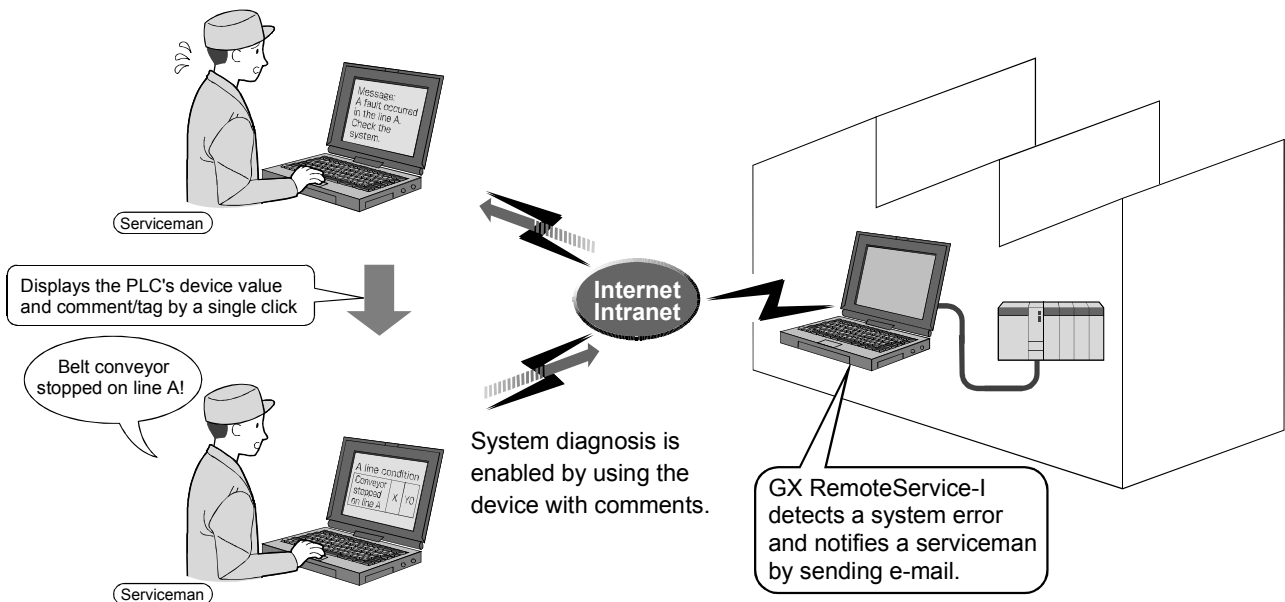 Message:
A fault occurred
in the line A.
Check the
system.
Serviceman
Displays the PLC's device value
and comment/tag by a single click
Belt conveyor
stopped on line A!
A line condition
Conveyor
stopped
on line A
X
Y0
Serviceman
Internet
Intranet
System diagnosis is
enabled by using the
device with comments.
GX RemoteService-I
detects a system error
and notifies a serviceman
by sending e-mail.